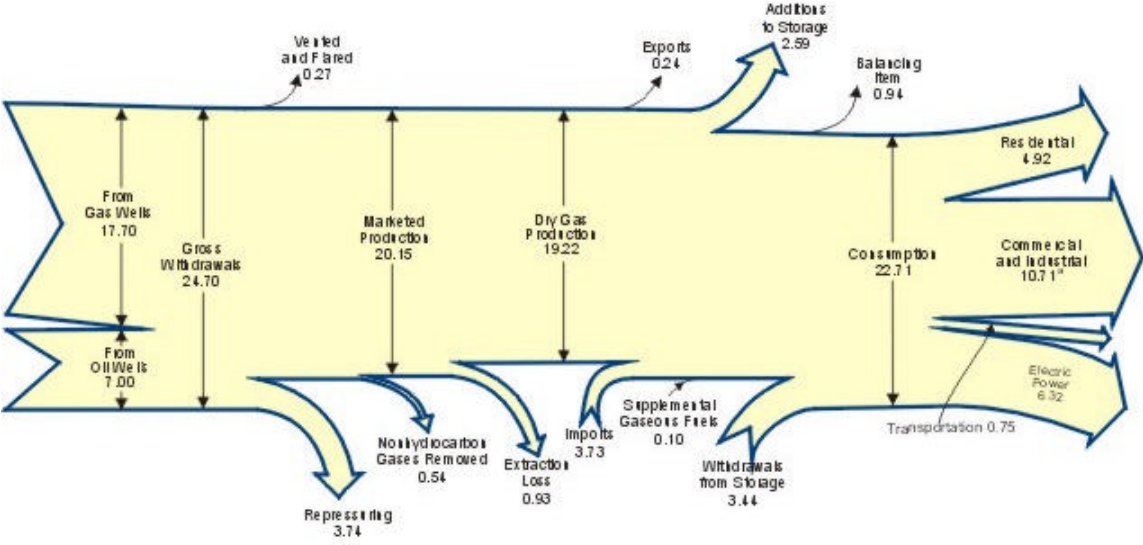 Additions
to Storage
2.59
Vented
and Flared
0.27
Exports
0.24
Balancing
Item
0.94
Residential
4.92
From
Gas Wells
17.70
Gross
Withdrawals
24.70
Marketed
Production
20.15
Dry Gas
Production
19.22
Consumption
22.71
Commercial
and Industrial
10.71ª
From
Oil Wells
7.00
Electric
Power
6.32
Transportation 0.75
Nonhydrocarbon
Gases Removed
0.54
Extraction
Loss
0.93
Imports
3.73
Supplemental
Gaseous Fuels
0.10
Withdrawals
from Storage
3.44
Repressuring
3.74